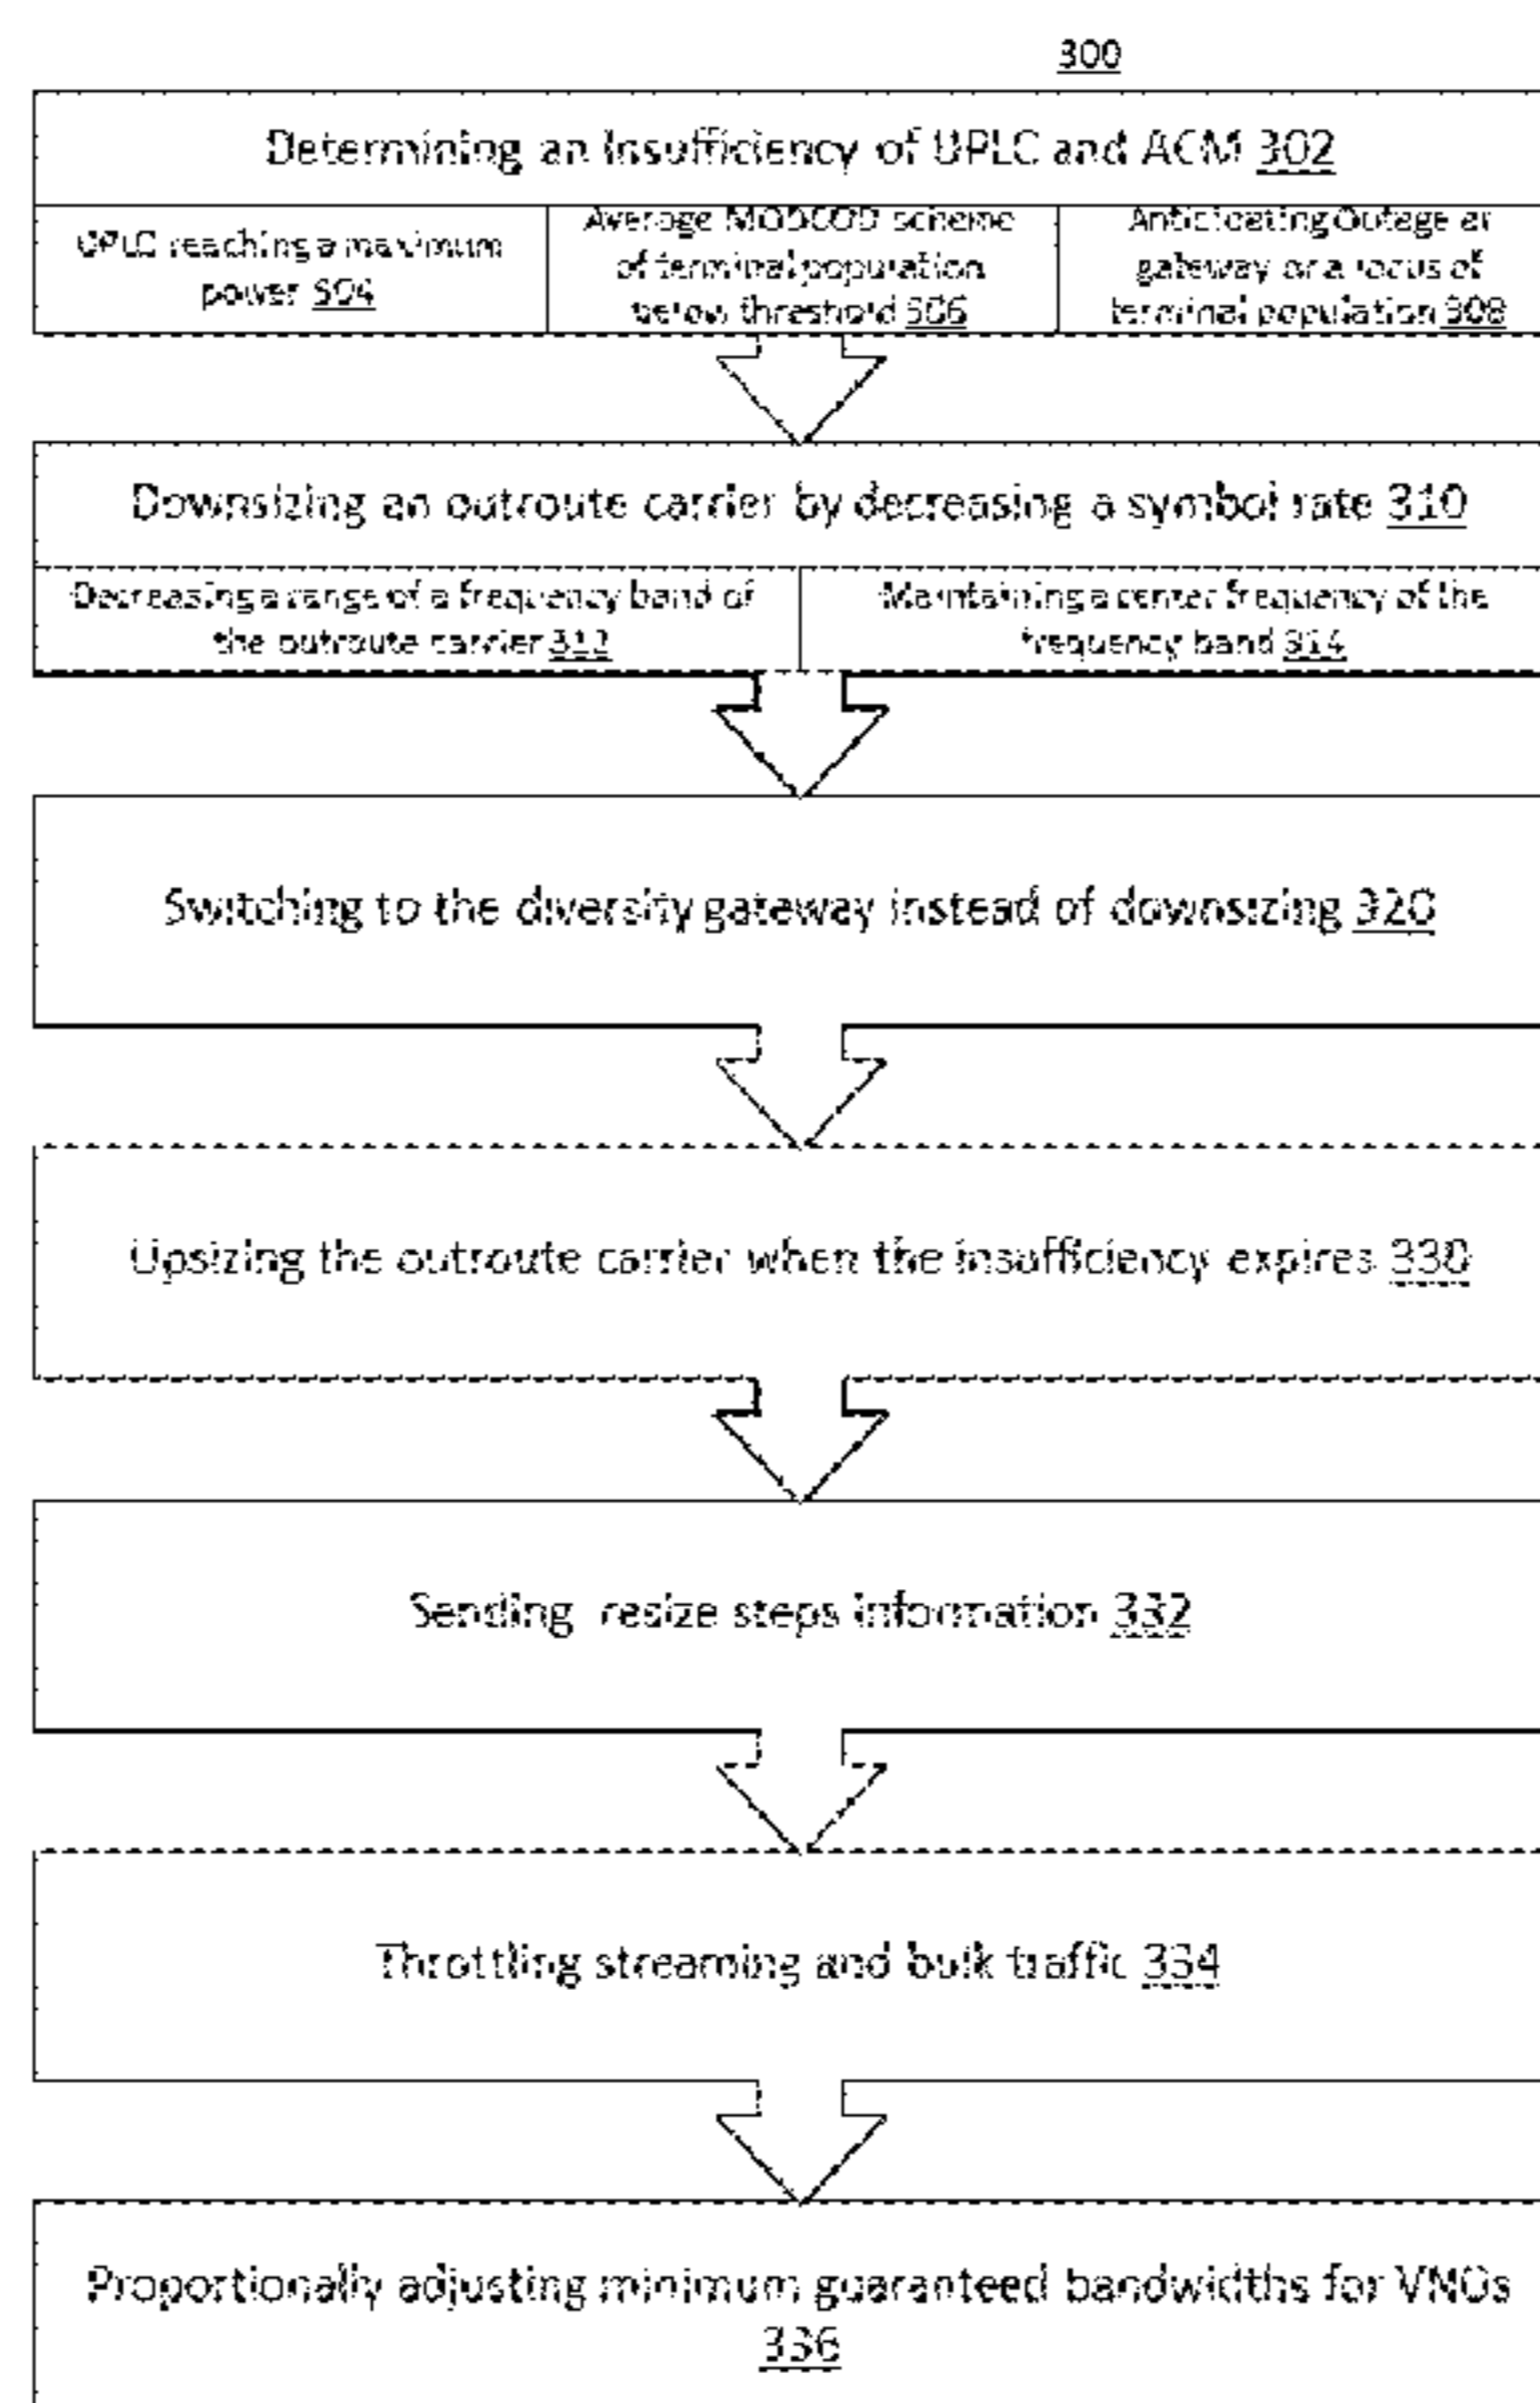 300
Determining an Insufficiency of UPLC and ACM 302
UPLC reaching a maximum
power 304
Average MODCOD scheme
of terminal population
below threshold 306
Anticipating Outage at
gateway or a locus of
terminal population 308
Downsizing an outroute carrier by decreasing a symbol rate 310
Decreasing a range of a frequency band of
the outroute carrier 312
Maintaining a center frequency of the
frequency band 314
Switching to the diversity gateway instead of downsizing 320
Upsizing the outroute carrier when the insufficiency expires 330
Sending resize steps information 332
Throttling streaming and bulk traffic 334
Proportionally adjusting minimum guaranteed bandwidths for VNOs
336